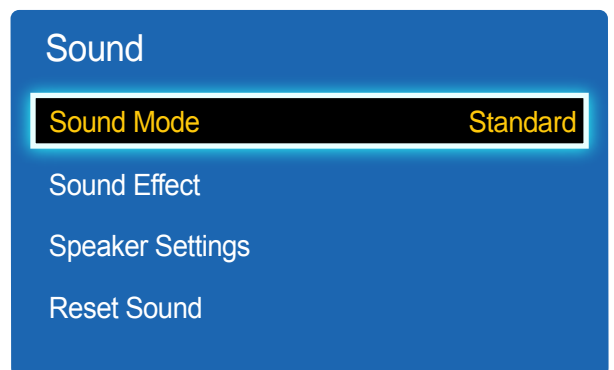 Sound
Sound Mode Standard
Sound Effect
Speaker Settings
Reset Sound